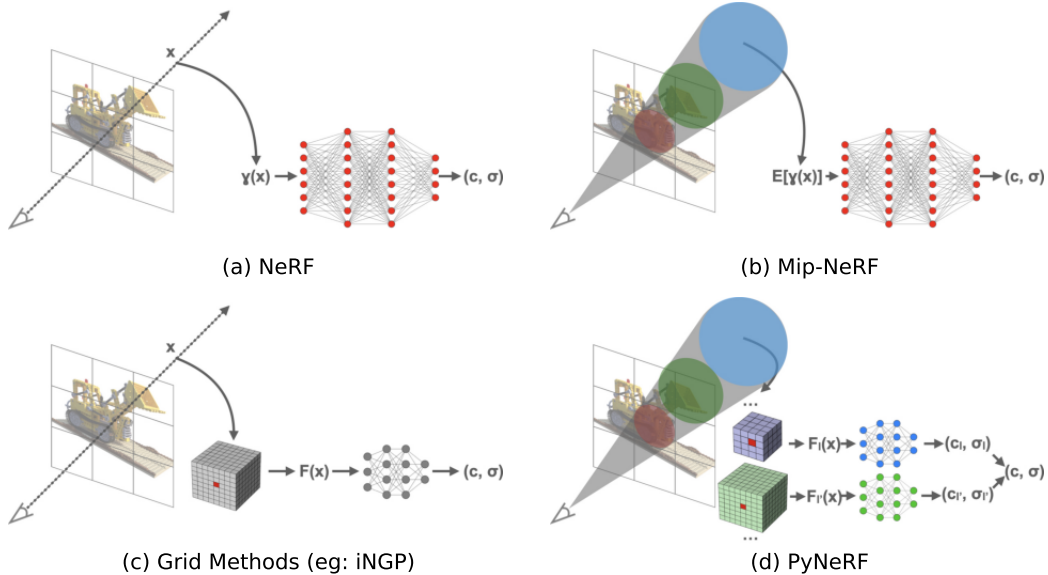 x
γ(x)
(c, σ)
(a) NeRF
E[γ(x)]
(c, σ)
(b) Mip-NeRF
x
F(x)
(c, σ)
(c) Grid Methods (eg: iNGP)
...
Fₗ(x)
(cₗ, σₗ)
(c, σ)
Fₗ'(x)
(cₗ', σₗ')
...
(d) PyNeRF